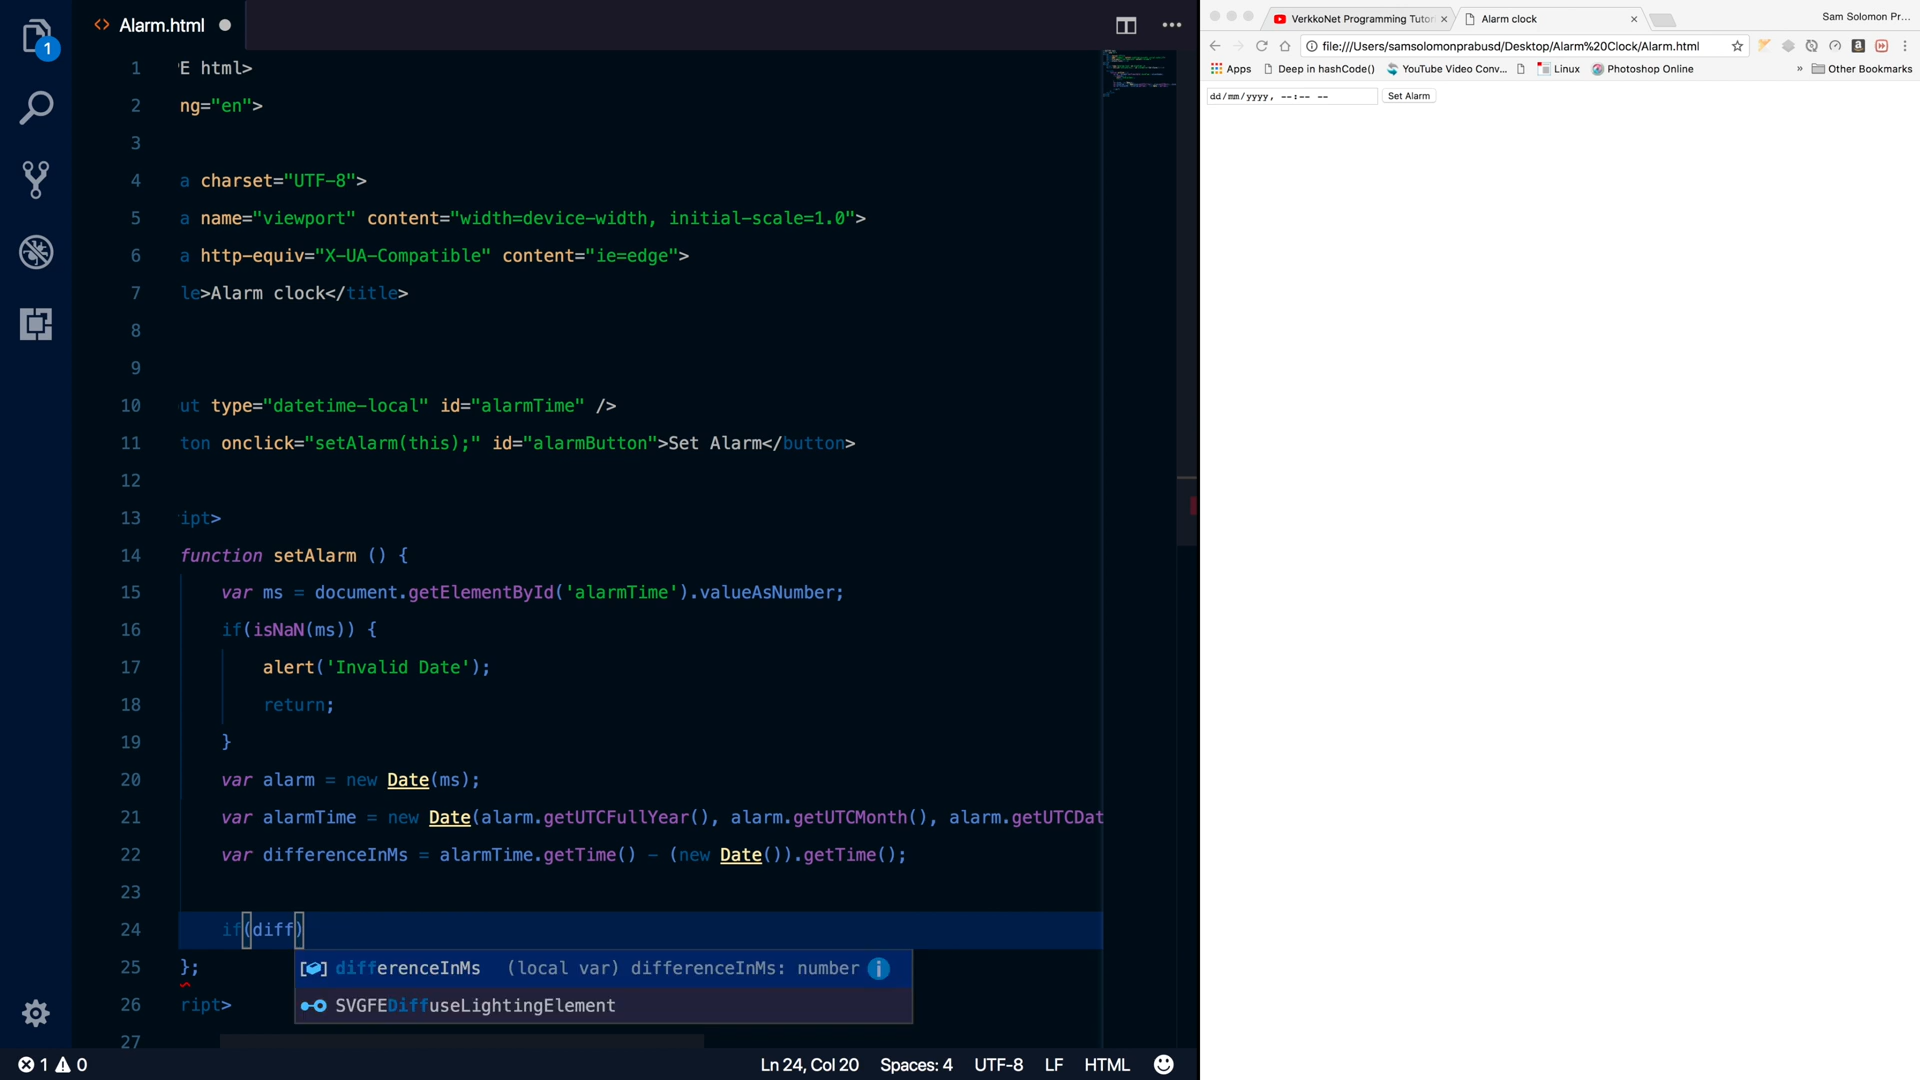 1
<> Alarm.html
1 'E html>
2 ng="en">
3
4 a charset="UTF-8">
5 a name="viewport" content="width=device-width, initial-scale=1.0">
6 a http-equiv="X-UA-Compatible" content="ie=edge">
7 le>Alarm clock</title>
8
9
10 ut type="datetime-local" id="alarmTime" />
11 ton onclick="setAlarm(this);" id="alarmButton">Set Alarm</button>
12
13 ipt>
14 function setAlarm () {
15 var ms = document.getElementById('alarmTime').valueAsNumber;
16 if(isNaN(ms)) {
17 alert('Invalid Date');
18 return;
19 }
20 var alarm = new Date(ms);
21 var alarmTime = new Date(alarm.getUTCFullYear(), alarm.getUTCMonth(), alarm.getUTCDat
22 var differenceInMs = alarmTime.getTime() - (new Date()).getTime();
23
24 if(diff)
differenceInMs (local var) differenceInMs: number
25 };
SVGFEDiffuseLightingElement
26 ript>
27
1 0 Ln 24, Col 20 Spaces: 4 UTF-8 LF HTML
VerkkoNet Programming Tutor Alarm clock Sam Solomon Pr...
file:///Users/samsolomonprabusd/Desktop/Alarm%20Clock/Alarm.html
Apps Deep in hashCode() YouTube Video Conv... Linux Photoshop Online » Other Bookmarks
dd/mm/yyyy, --:-- -- Set Alarm